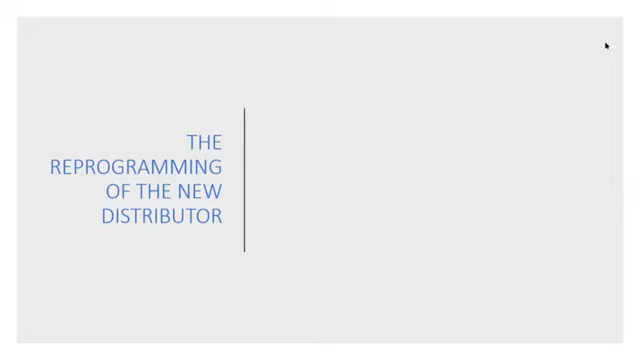 THE
REPROGRAMMING
OF THE NEW
DISTRIBUTOR